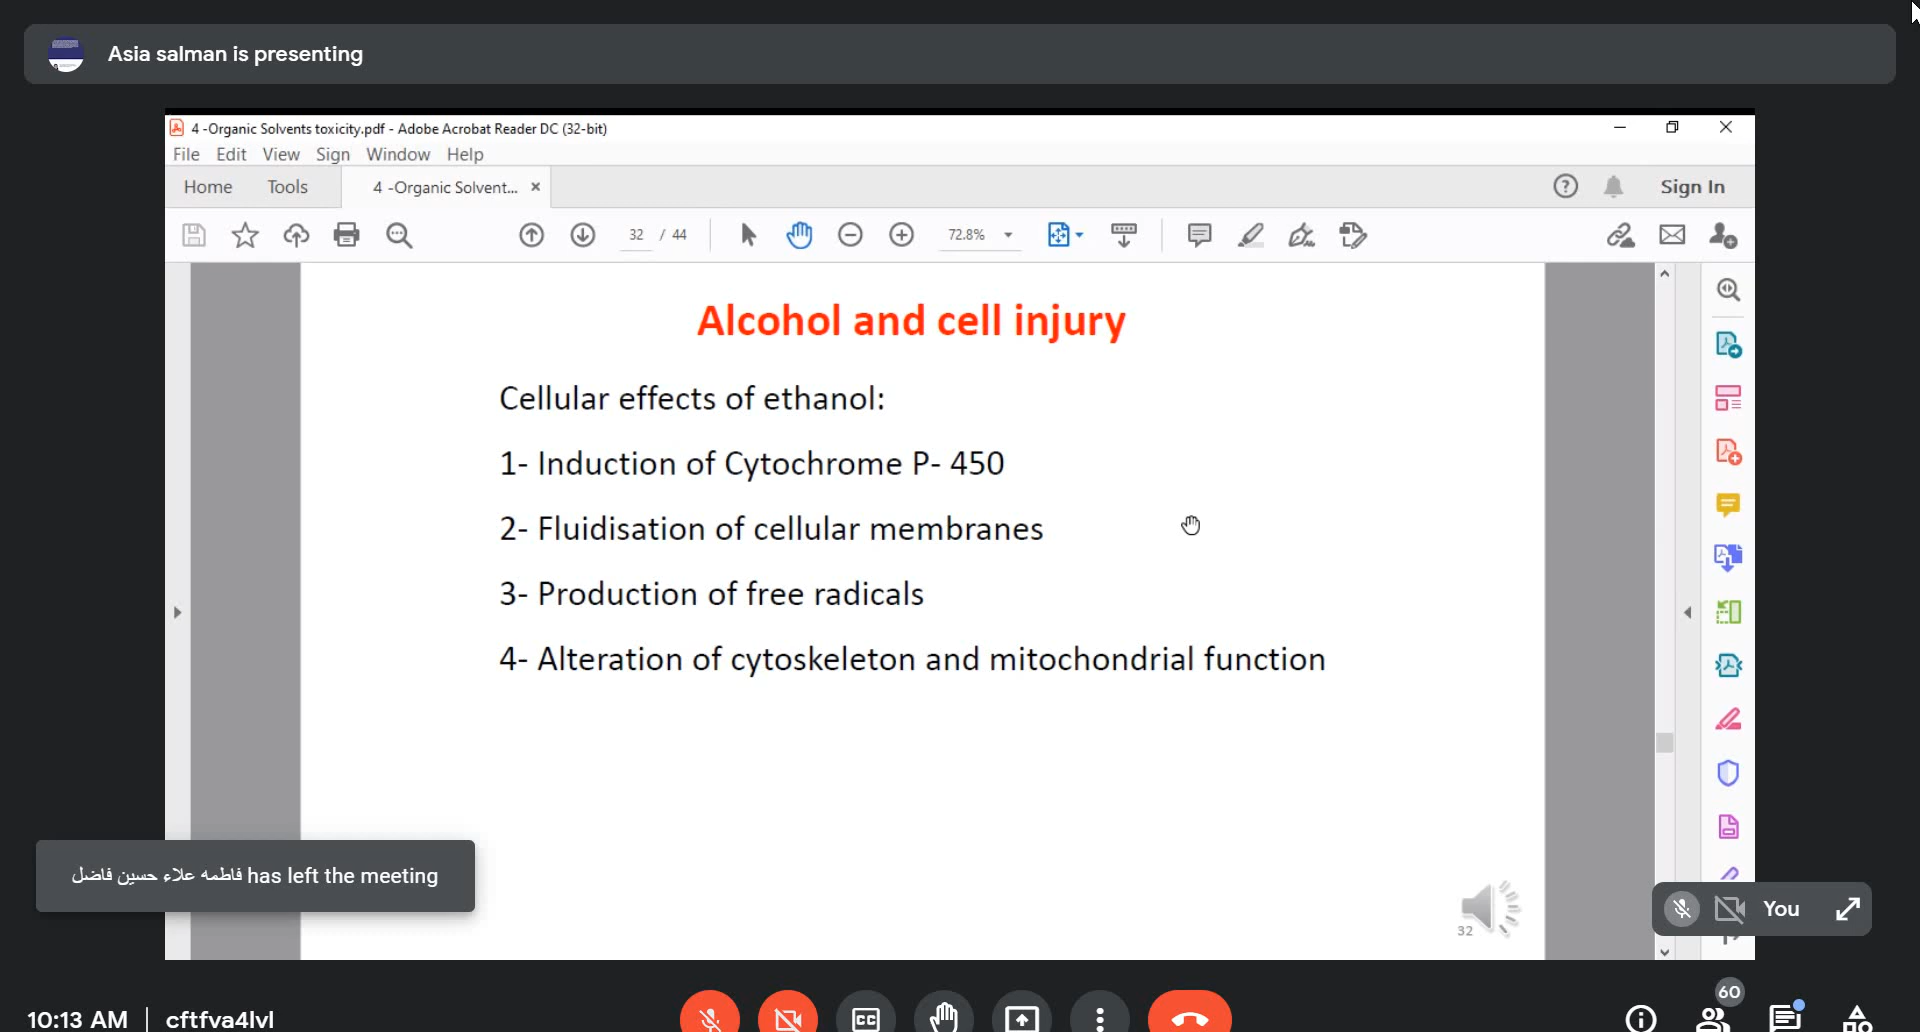 Asia salman is presenting
4 -Organic Solvents toxicity.pdf - Adobe Acrobat Reader DC (32-bit)
File Edit View Sign Window Help
Home Tools 4 -Organic Solvent... Sign In
32 / 44 72.8%
Alcohol and cell injury
Cellular effects of ethanol:
1- Induction of Cytochrome P- 450
2- Fluidisation of cellular membranes
3- Production of free radicals
4- Alteration of cytoskeleton and mitochondrial function
فاطمه علاء حسين فاضل has left the meeting
You
32
60
10:13 AM | cftfva4lvl
CC